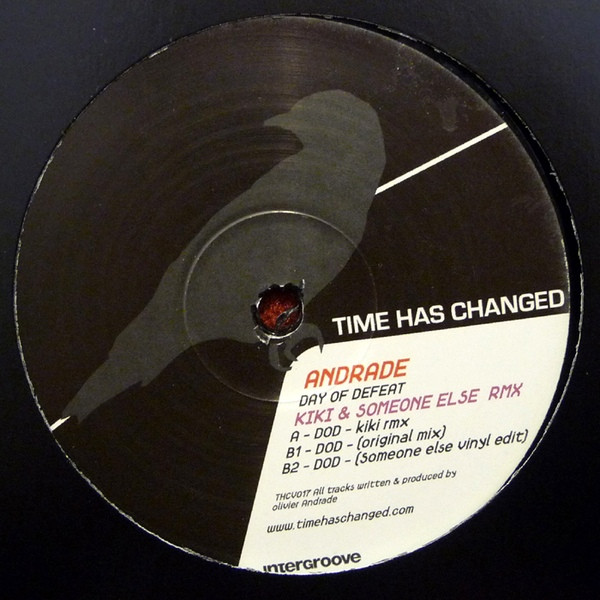 TIME HAS CHANGED
ANDRADE
DAY OF DEFEAT
KIKI & SOMEONE ELSE RMX
A - DOD - kiki rmx
B1 - DOD - (original mix)
B2 - DOD - (someone else vinyl edit)
THCV017 All tracks written & produced by
olivier Andrade
www.timehaschanged.com
intergroove